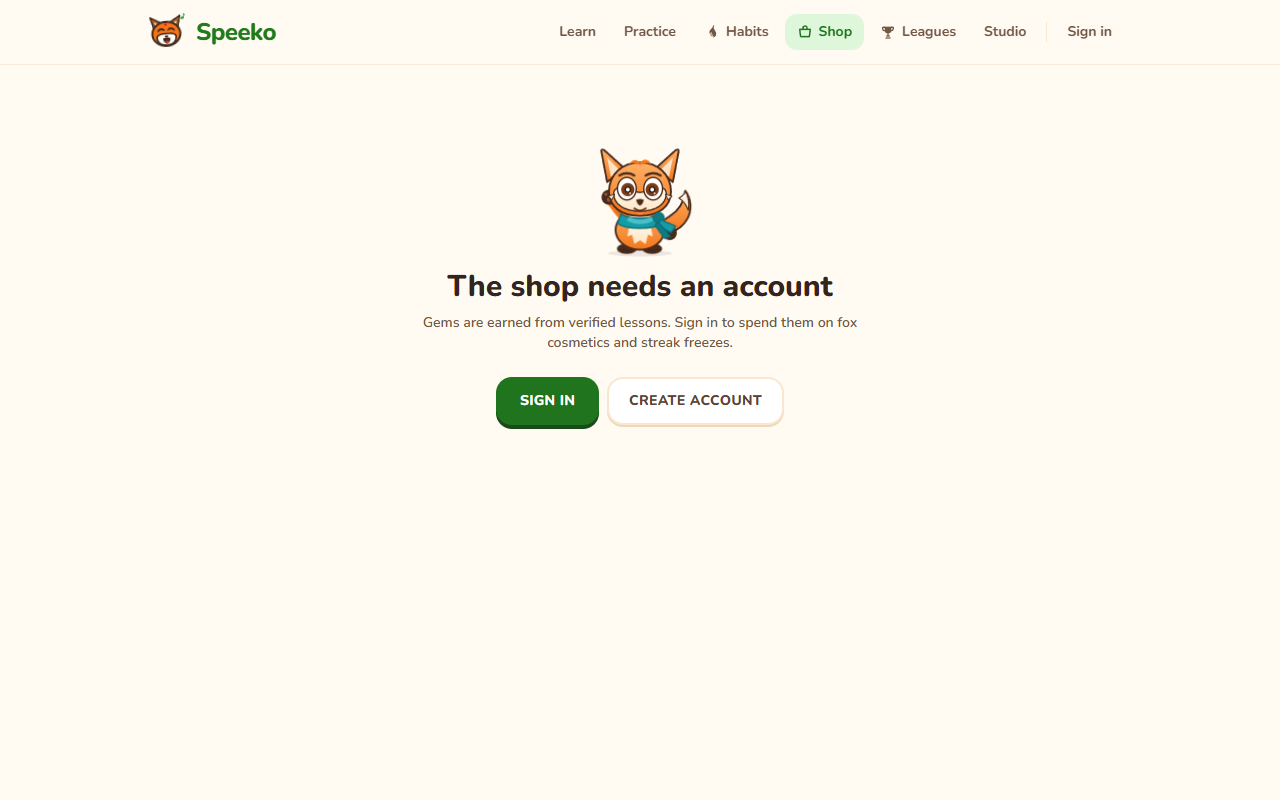 Speeko
Learn
Practice
Habits
Shop
Leagues
Studio
Sign in
The shop needs an account
Gems are earned from verified lessons. Sign in to spend them on fox
cosmetics and streak freezes.
SIGN IN
CREATE ACCOUNT